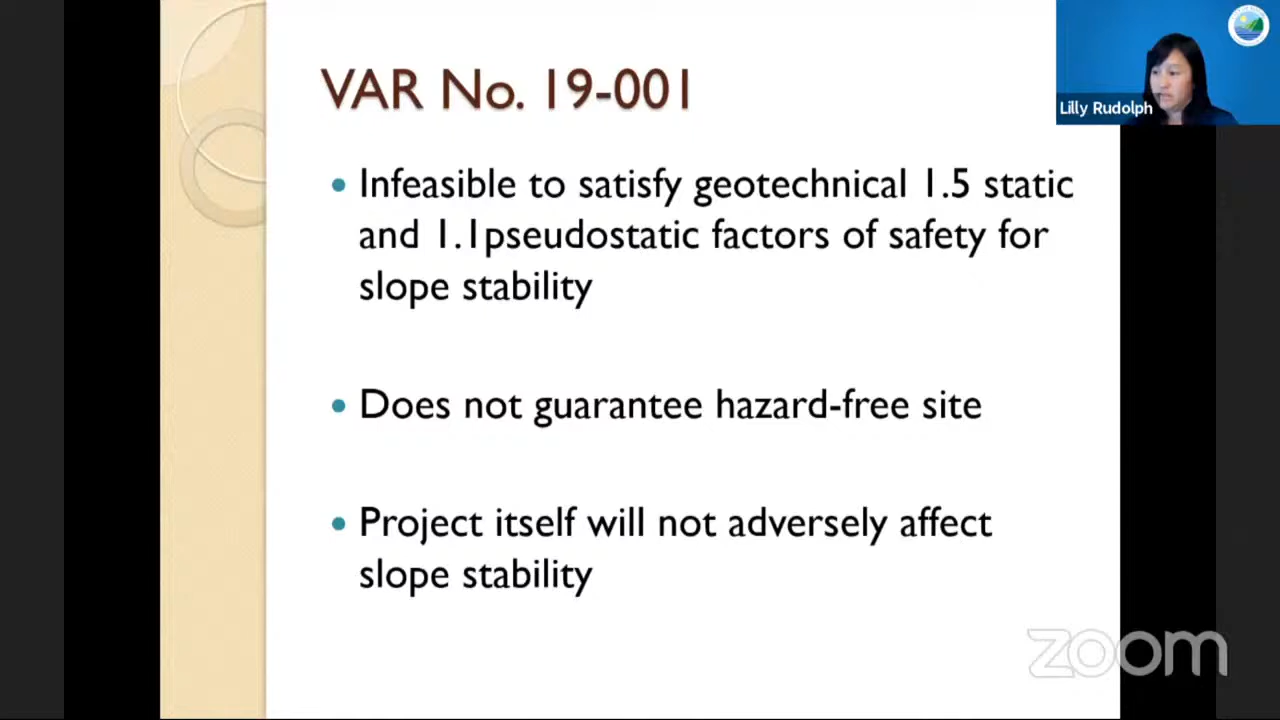 VAR No. 19-001
Lilly Rudolph
• Infeasible to satisfy geotechnical 1.5 static
and 1.1pseudostatic factors of safety for
slope stability
• Does not guarantee hazard-free site
• Project itself will not adversely affect
slope stability
zoom